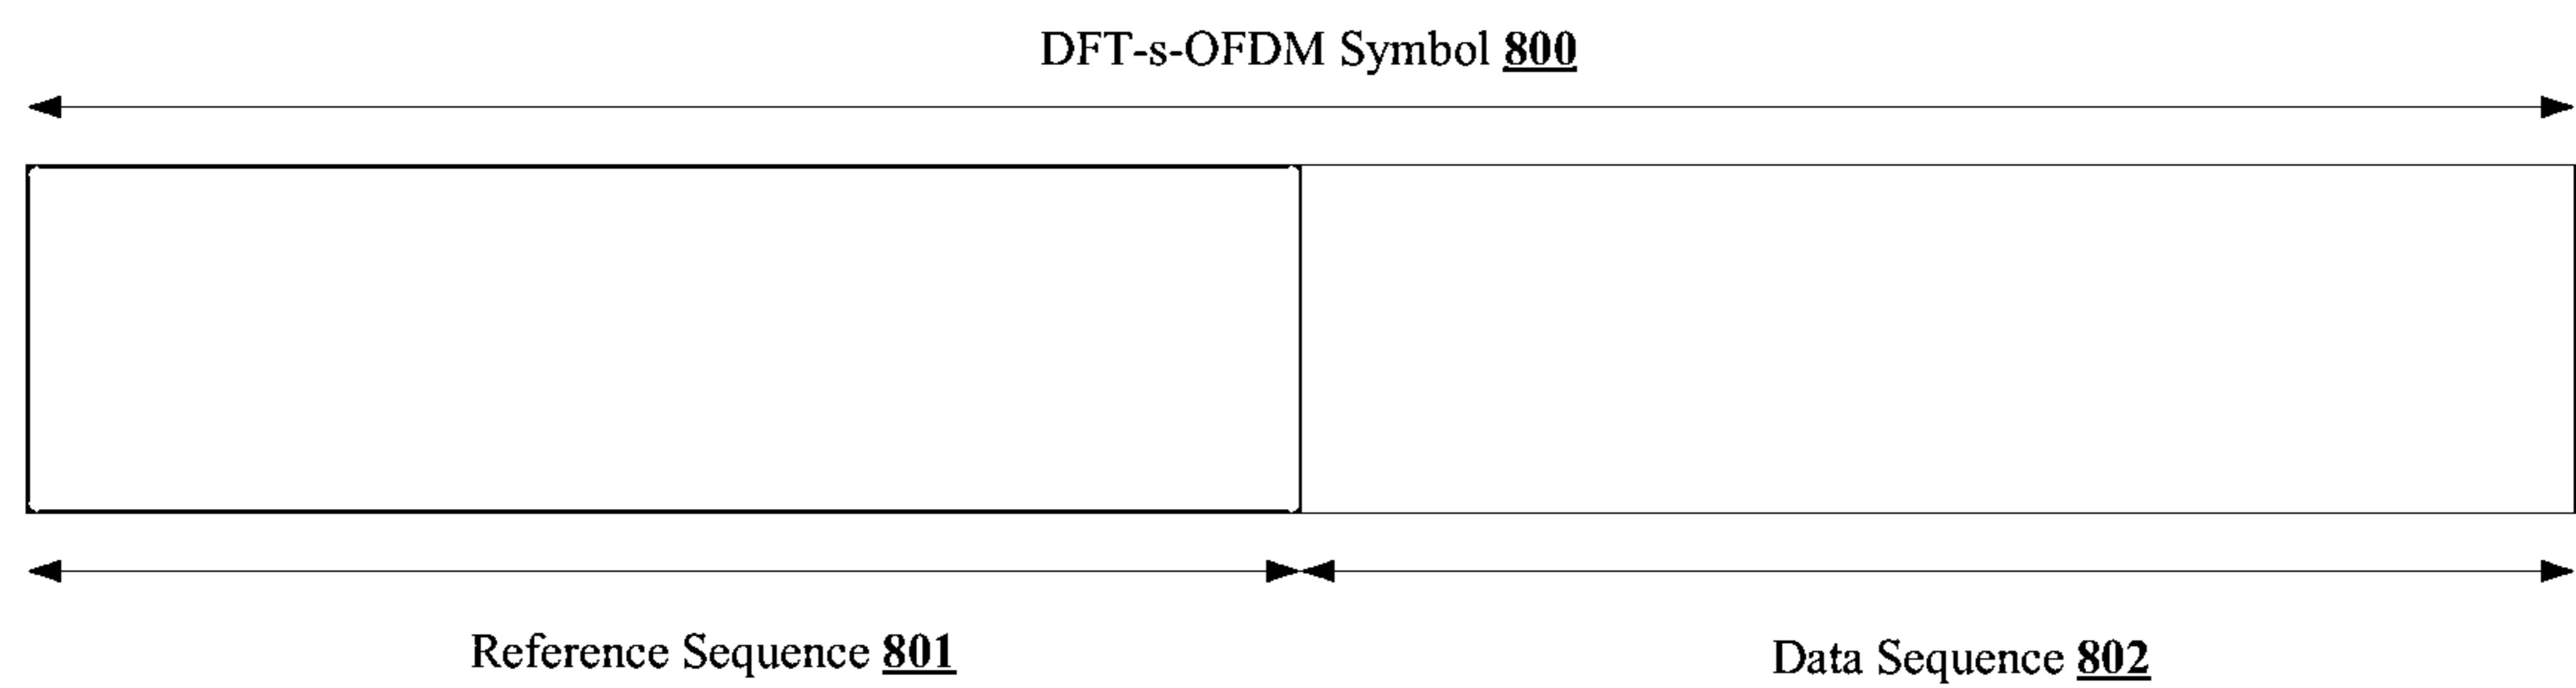 DFT-s-OFDM Symbol 800
Reference Sequence 801
Data Sequence 802